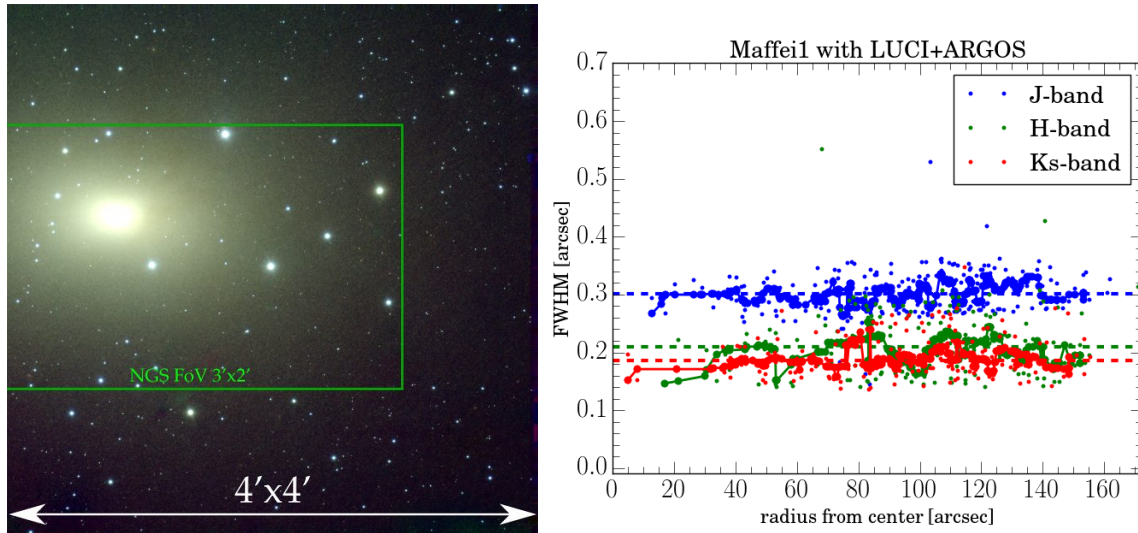 NGS FoV 3'x2'
4'x4'
Maffei1 with LUCI+ARGOS
J-band
H-band
Ks-band
FWHM [arcsec]
0.7
0.6
0.5
0.4
0.3
0.2
0.1
0.0
0 20 40 60 80 100 120 140 160
radius from center [arcsec]